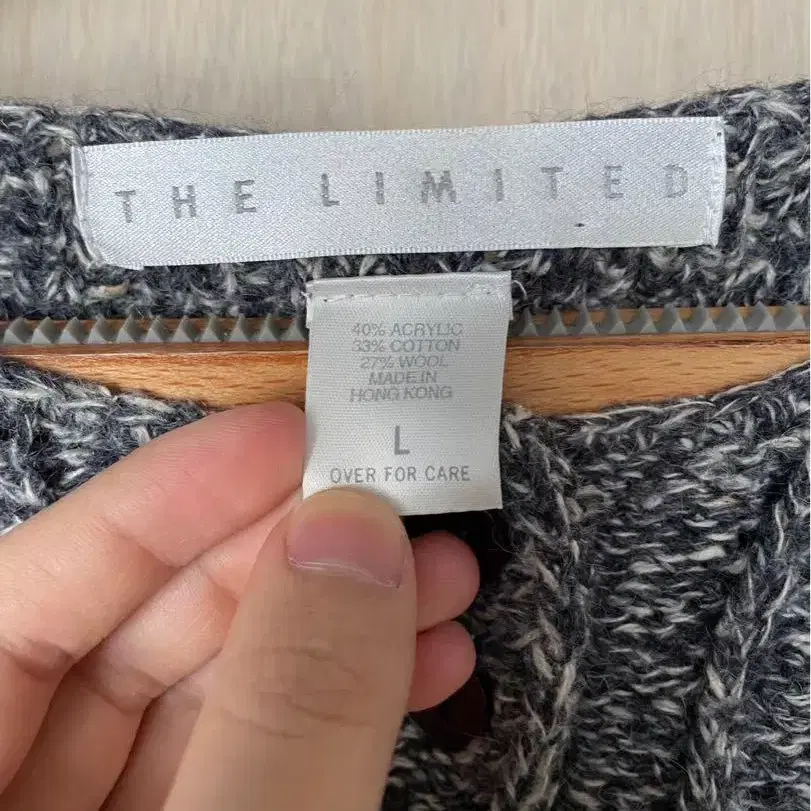 THE LIMITED
40% ACRYLIC
33% COTTON
27% WOOL
MADE IN
HONG KONG
L
OVER FOR CARE